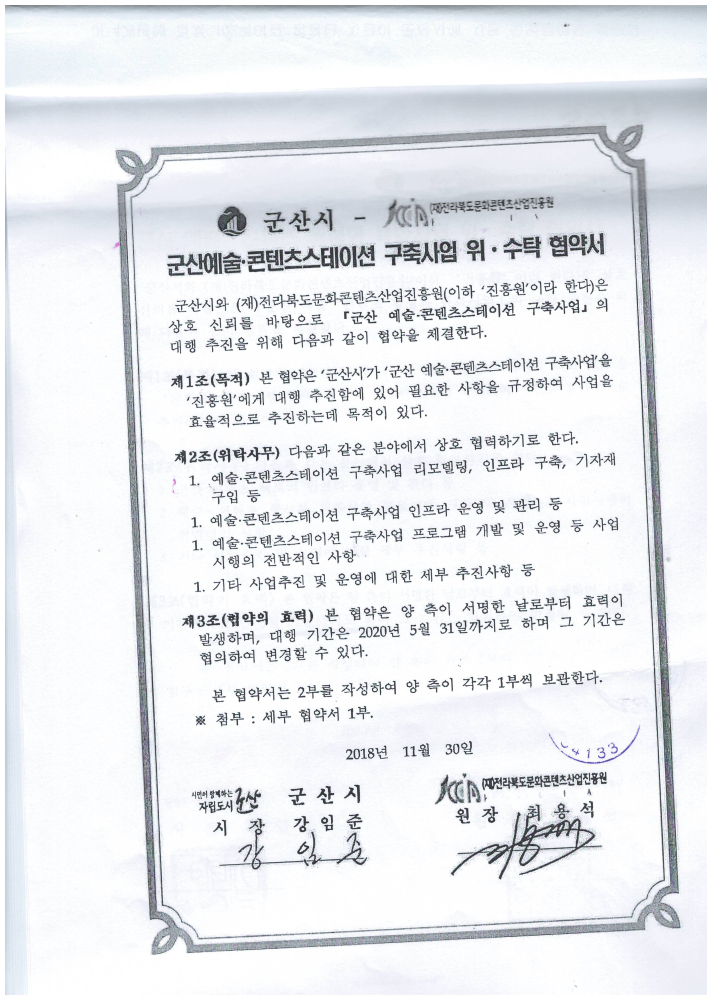 군산시 - (재)전라북도문화콘텐츠산업진흥원
군산예술·콘텐츠스테이션 구축사업 위·수탁 협약서
군산시와 (재)전라북도문화콘텐츠산업진흥원(이하 ‘진흥원’이라 한다)은
상호 신뢰를 바탕으로 『군산 예술·콘텐츠스테이션 구축사업』의
대행 추진을 위해 다음과 같이 협약을 체결한다.
제1조(목적) 본 협약은 ‘군산시’가 ‘군산 예술·콘텐츠스테이션 구축사업’을
‘진흥원’에게 대행 추진함에 있어 필요한 사항을 규정하여 사업을
효율적으로 추진하는데 목적이 있다.
제2조(위탁사무) 다음과 같은 분야에서 상호 협력하기로 한다.
1. 예술·콘텐츠스테이션 구축사업 리모델링, 인프라 구축, 기자재
구입 등
1. 예술·콘텐츠스테이션 구축사업 인프라 운영 및 관리 등
1. 예술·콘텐츠스테이션 구축사업 프로그램 개발 및 운영 등 사업
시행의 전반적인 사항
1. 기타 사업추진 및 운영에 대한 세부 추진사항 등
제3조(협약의 효력) 본 협약은 양 측이 서명한 날로부터 효력이
발생하며, 대행 기간은 2020년 5월 31일까지로 하며 그 기간은
협의하여 변경할 수 있다.
본 협약서는 2부를 작성하여 양 측이 각각 1부씩 보관한다.
※ 첨부 : 세부 협약서 1부.
2018년 11월 30일
04133
시민이 함께하는
자립도시 군산 군산시
시 장 강임준
강 임 준
(재)전라북도문화콘텐츠산업진흥원
원 장 최용석